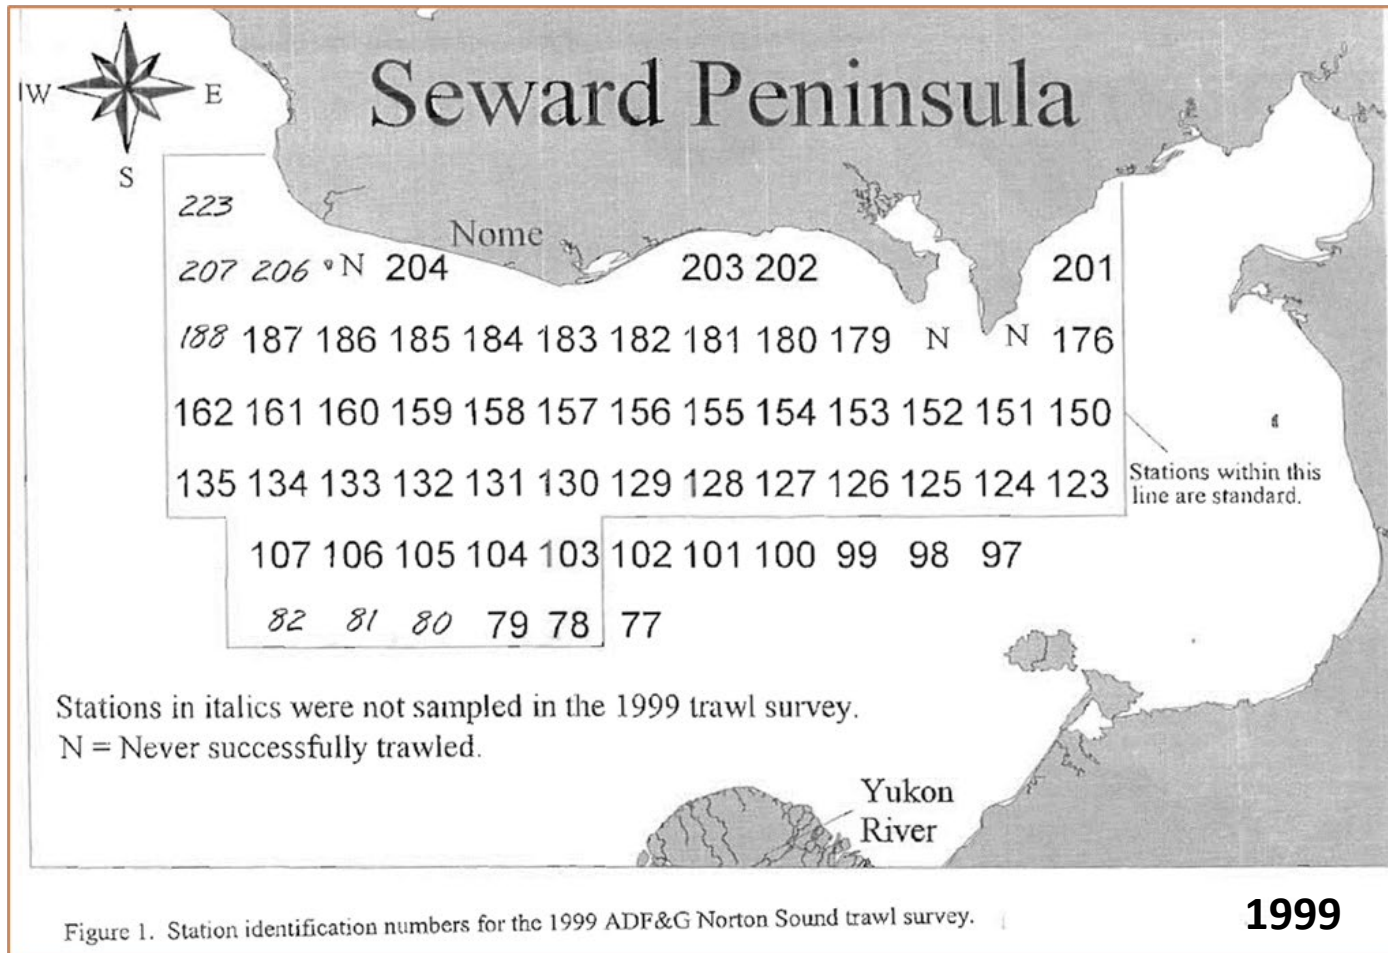 N
W E
S
Seward Peninsula
223
Nome
207 206 N 204 203 202 201
188 187 186 185 184 183 182 181 180 179 N N 176
162 161 160 159 158 157 156 155 154 153 152 151 150
135 134 133 132 131 130 129 128 127 126 125 124 123
Stations within this
line are standard.
107 106 105 104 103 102 101 100 99 98 97
82 81 80 79 78 77
Stations in italics were not sampled in the 1999 trawl survey.
N = Never successfully trawled.
Yukon
River
Figure 1. Station identification numbers for the 1999 ADF&G Norton Sound trawl survey.
1999